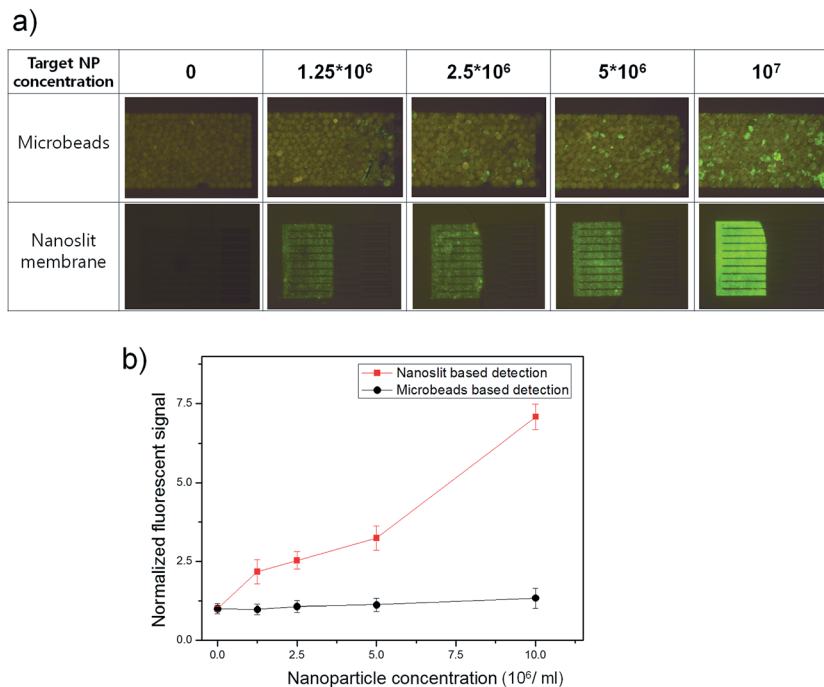 a)
Target NP
concentration
0
1.25*10⁶
2.5*10⁶
5*10⁶
10⁷
Microbeads
Nanoslit
membrane
b)
Nanoslit based detection
Microbeads based detection
Normalized fluorescent signal
7.5
5.0
2.5
0.0
0.0
2.5
5.0
7.5
10.0
Nanoparticle concentration (10⁶/ ml)